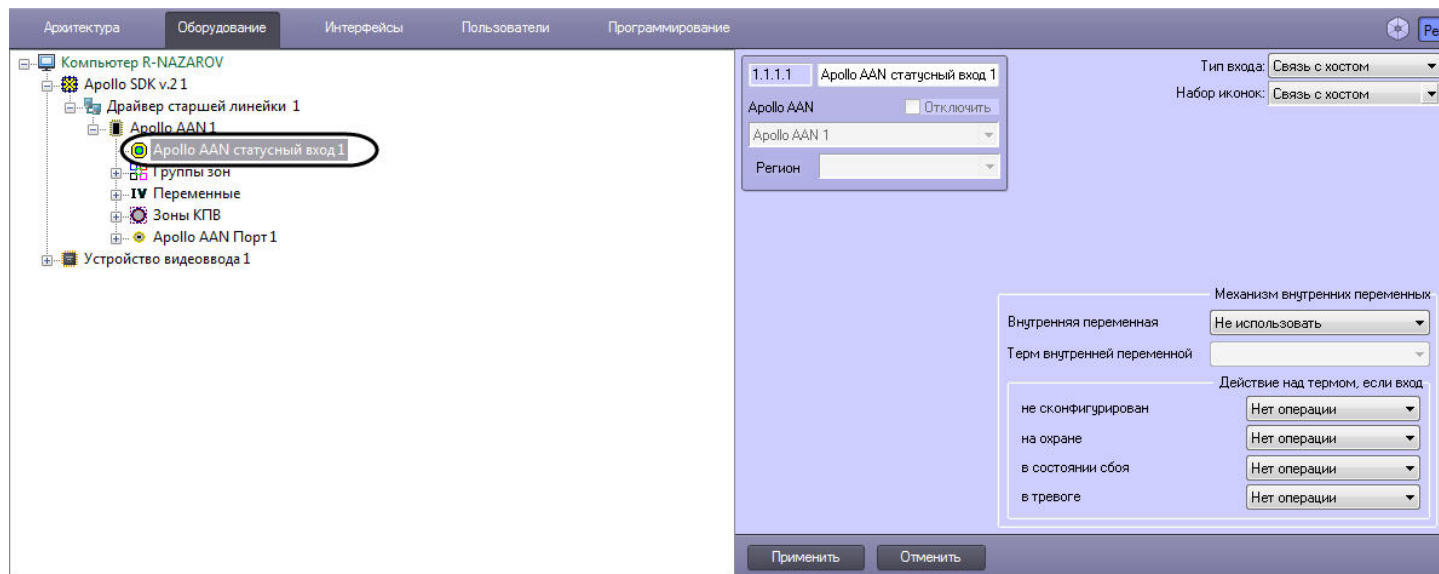 Архитектура Оборудование Интерфейсы Пользователи Программирование Ре
Компьютер R-NAZAROV
Apollo SDK v.2 1
Драйвер старшей линейки 1
Apollo AAN 1
Apollo AAN статусный вход 1
Группы зон
IV Переменные
Зоны КПВ
Apollo AAN Порт 1
Устройство видеоввода 1
1.1.1.1 Apollo AAN статусный вход 1
Apollo AAN Отключить
Apollo AAN 1
Регион
Тип входа: Связь с хостом
Набор иконок: Связь с хостом
Механизм внутренних переменных
Внутренняя переменная Не использовать
Терм внутренней переменной
Действие над термом, если вход
не сконфигурирован Нет операции
на охране Нет операции
в состоянии сбоя Нет операции
в тревоге Нет операции
Применить Отменить